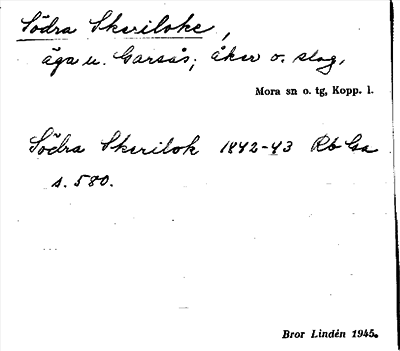 Södra Skeriloke,
äga u. Garsås; åker o. slog,
Mora sn o. tg, Kopp. l.
Södra Skerilok 1842-43 Rb Ga
s. 580.
Bror Lindén 1945.